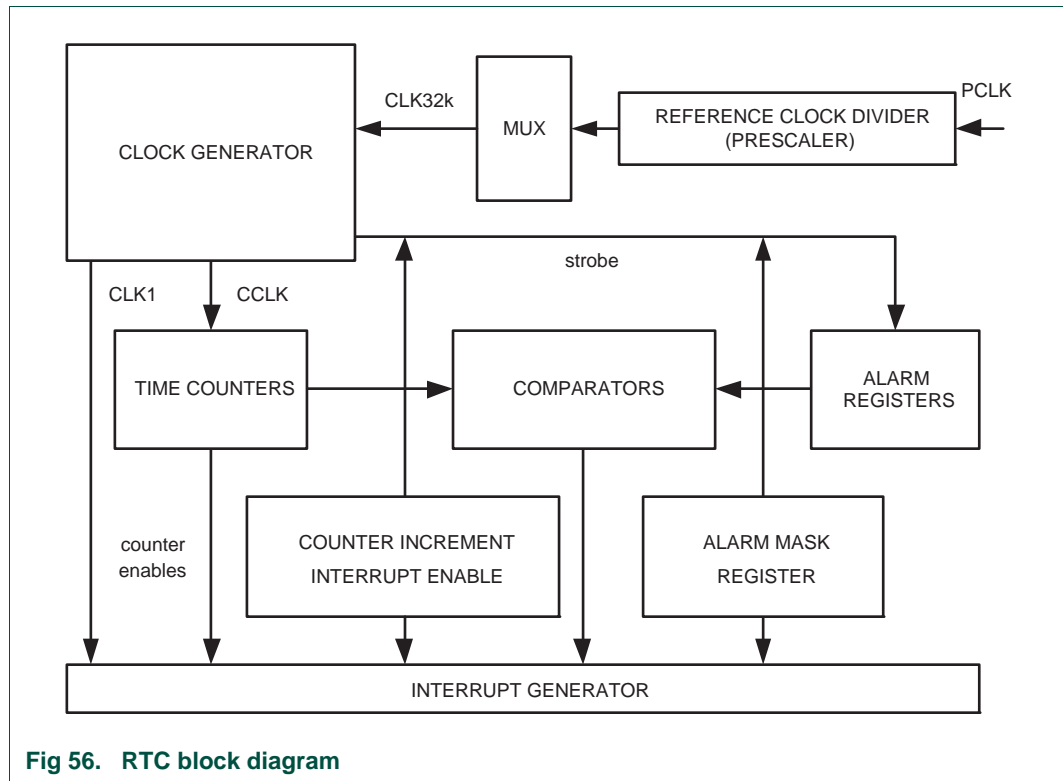 CLOCK GENERATOR
CLK32k
MUX
REFERENCE CLOCK DIVIDER
(PRESCALER)
PCLK
strobe
CLK1
CCLK
TIME COUNTERS
COMPARATORS
ALARM
REGISTERS
counter
enables
COUNTER INCREMENT
INTERRUPT ENABLE
ALARM MASK
REGISTER
INTERRUPT GENERATOR
Fig 56. RTC block diagram